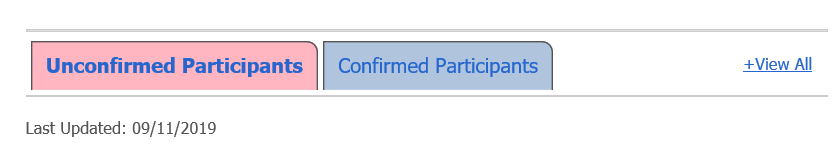 Unconfirmed Participants Confirmed Participants +View All
Last Updated: 09/11/2019